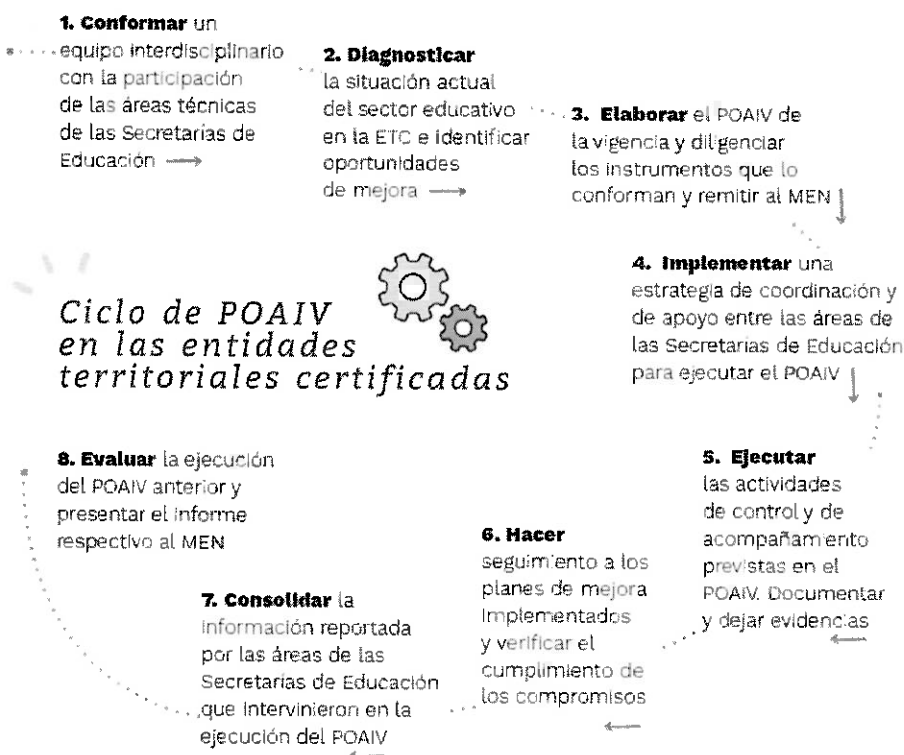 1. Conformar un
equipo interdisciplinario
con la participación
de las áreas técnicas
de las Secretarías de
Educación
2. Diagnosticar
la situación actual
del sector educativo
en la ETC e identificar
oportunidades
de mejora
3. Elaborar el POAIV de
la vigencia y diligenciar
los instrumentos que lo
conforman y remitir al MEN
4. Implementar una
estrategia de coordinación y
de apoyo entre las áreas de
las Secretarías de Educación
para ejecutar el POAIV
Ciclo de POAIV
en las entidades
territoriales certificadas
5. Ejecutar
las actividades
de control y de
acompañamiento
previstas en el
POAIV. Documentar
y dejar evidencias
6. Hacer
seguimiento a los
planes de mejora
implementados
y verificar el
cumplimiento de
los compromisos
7. Consolidar la
información reportada
por las áreas de las
Secretarías de Educación
que intervinieron en la
ejecución del POAIV
8. Evaluar la ejecución
del POAIV anterior y
presentar el informe
respectivo al MEN